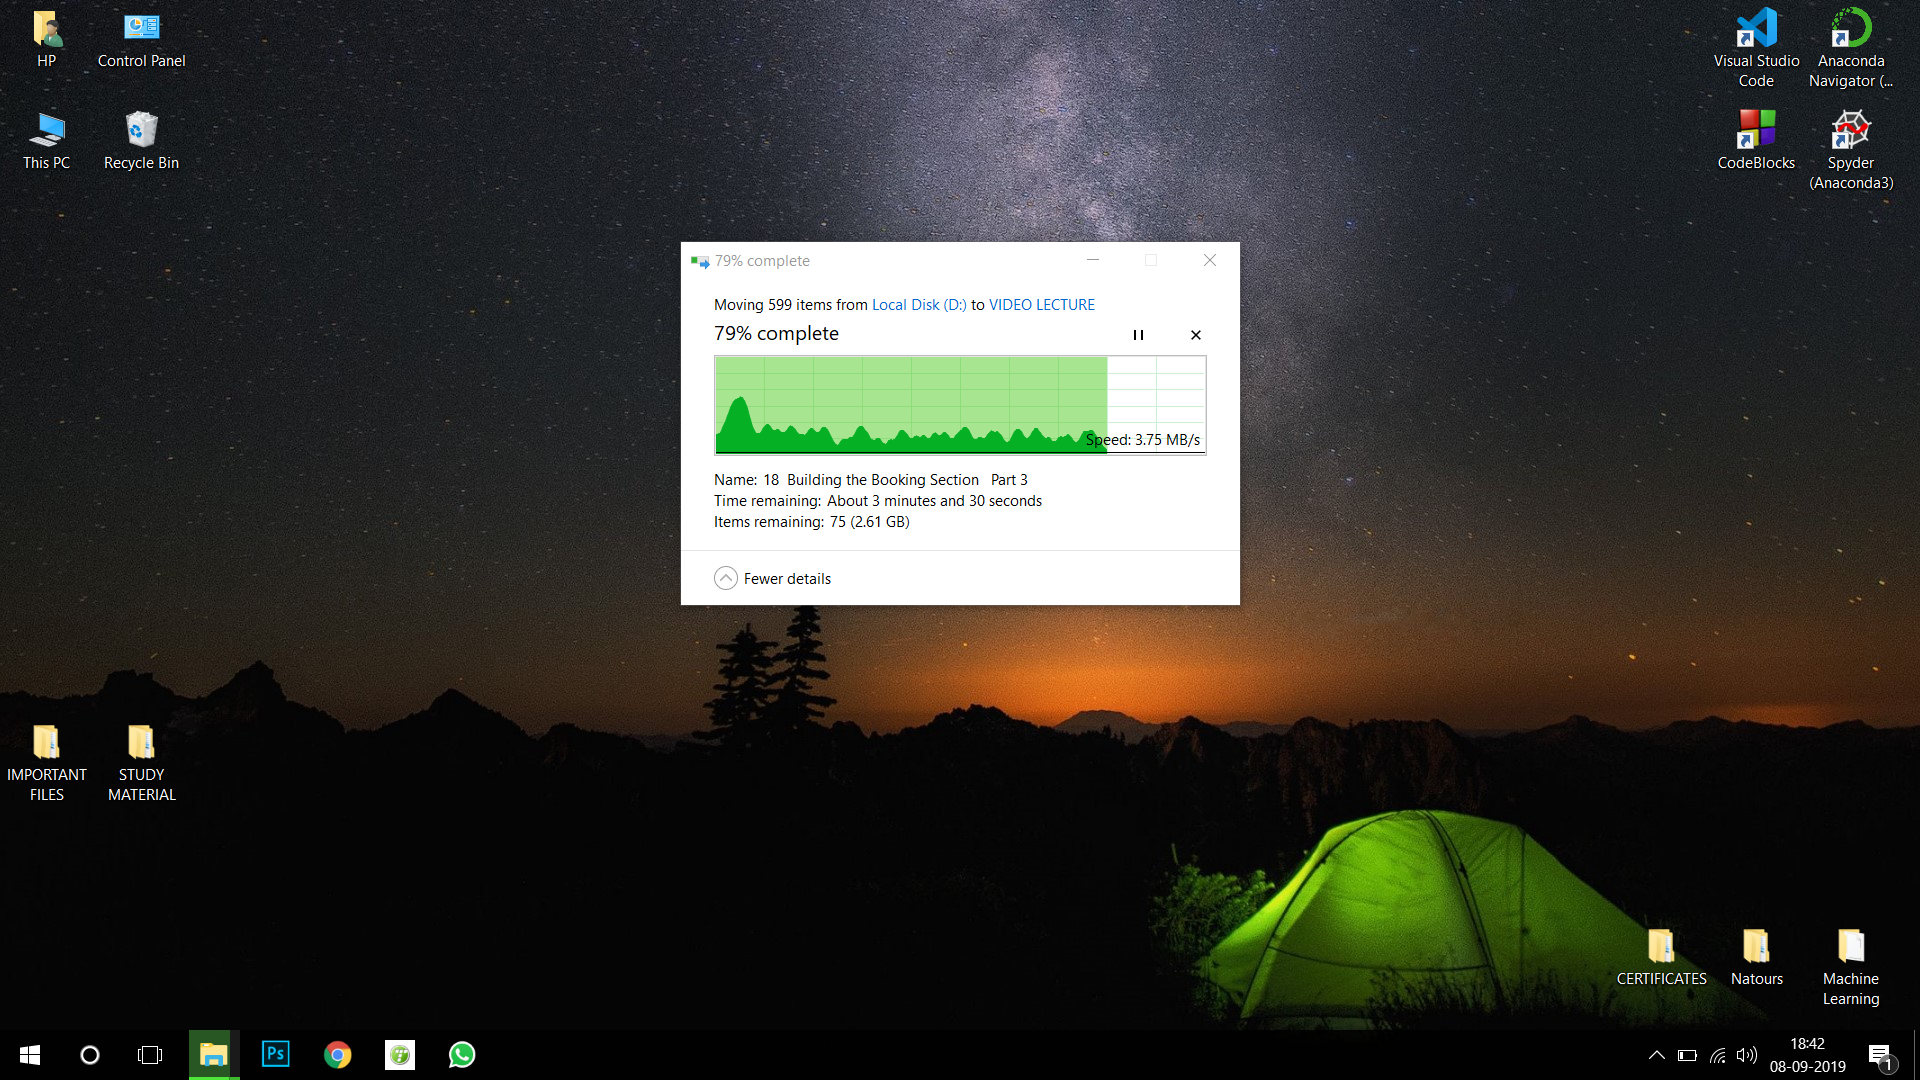 HP
Control Panel
This PC
Recycle Bin
Visual Studio
Code
Anaconda
Navigator (...
CodeBlocks
Spyder
(Anaconda3)
79% complete
Moving 599 items from Local Disk (D:) to VIDEO LECTURE
79% complete
Speed: 3.75 MB/s
Name: 18  Building the Booking Section   Part 3
Time remaining: About 3 minutes and 30 seconds
Items remaining: 75 (2.61 GB)
Fewer details
IMPORTANT
FILES
STUDY
MATERIAL
CERTIFICATES
Natours
Machine
Learning
Ps
18:42
08-09-2019
1